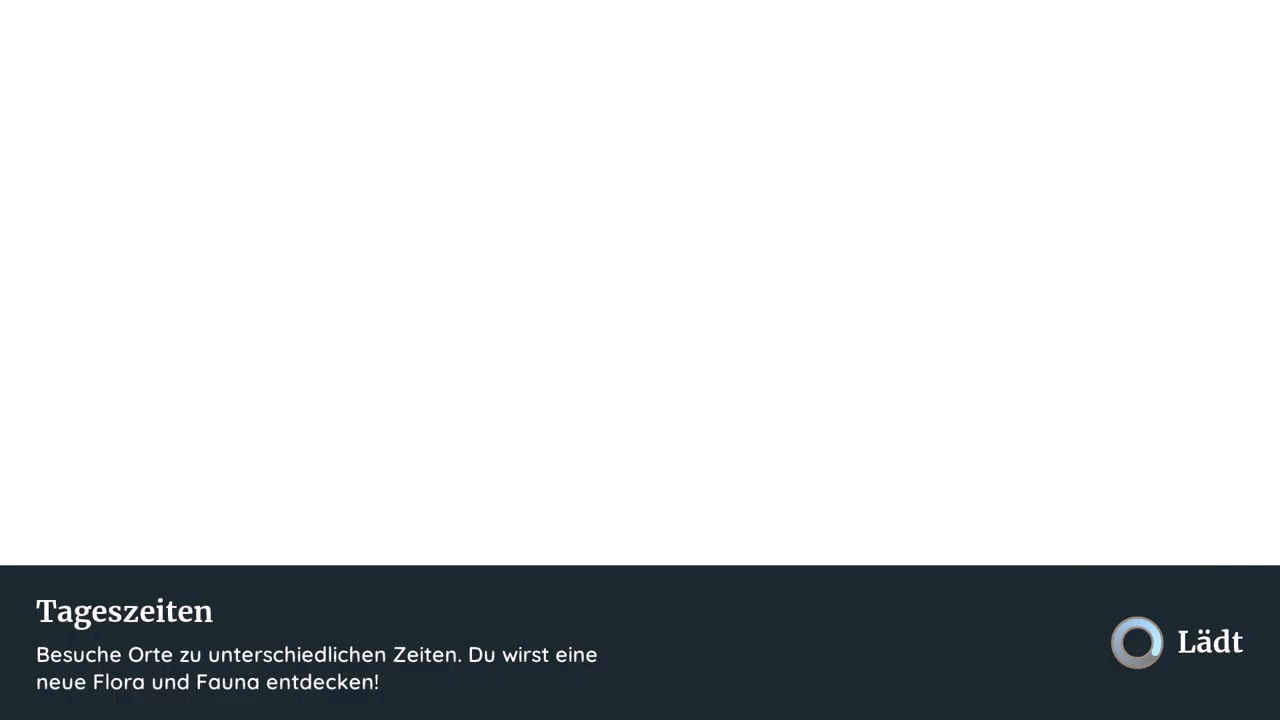 Tageszeiten
Besuche Orte zu unterschiedlichen Zeiten. Du wirst eine
neue Flora und Fauna entdecken!
Lädt